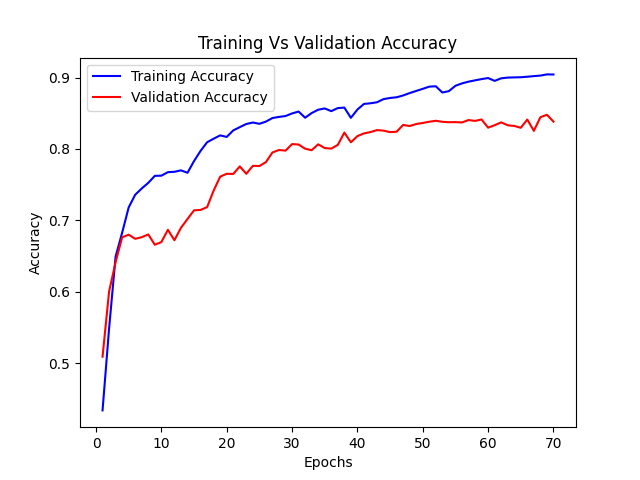 Training Vs Validation Accuracy
Training Accuracy
Validation Accuracy
0.9
0.8
0.7
0.6
0.5
Accuracy
0 10 20 30 40 50 60 70
Epochs